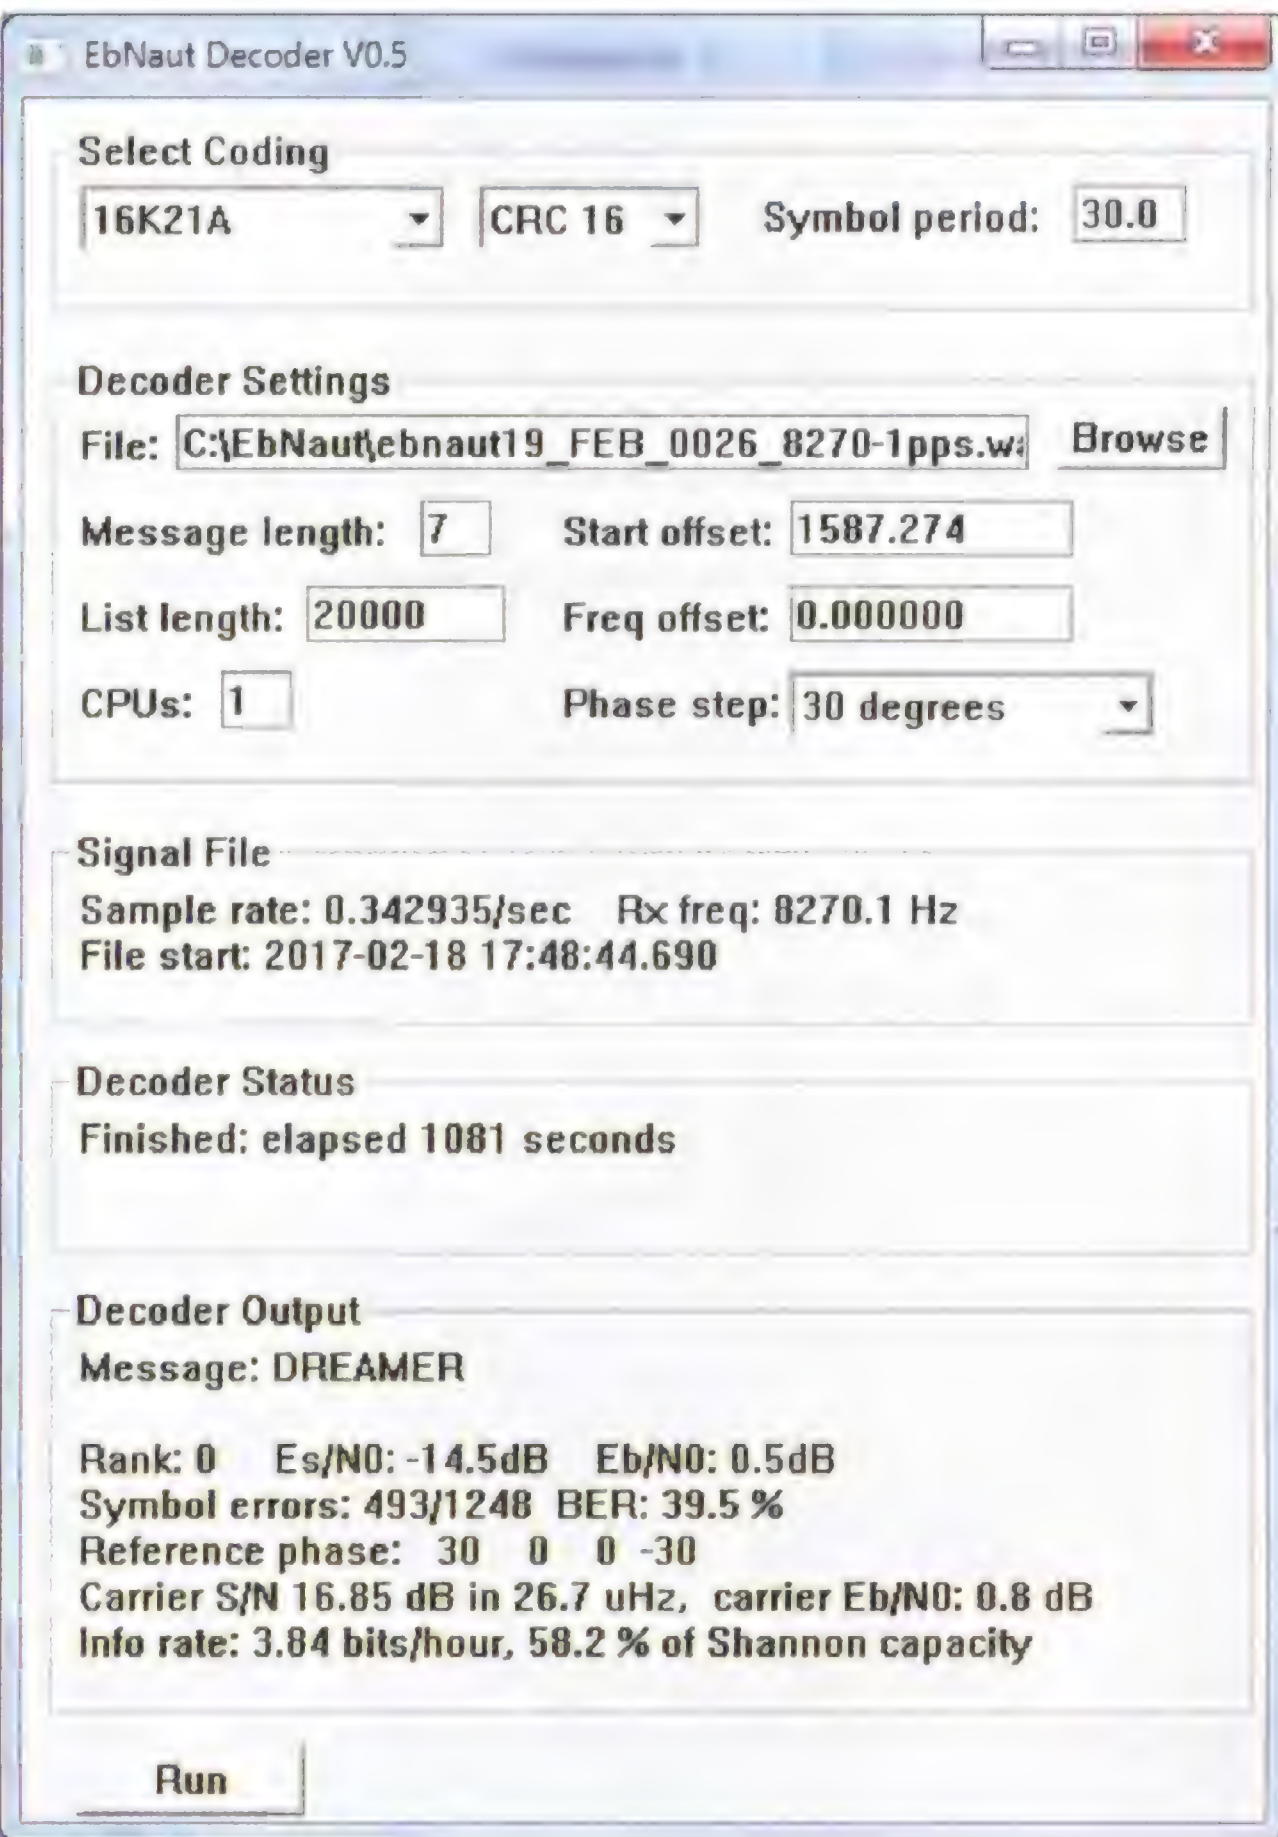 EbNaut Decoder V0.5
Select Coding
16K21A CRC 16 Symbol period: 30.0
Decoder Settings
File: C:\EbNaut\ebnaut19_FEB_0026_8270-1pps.wa Browse
Message length: 7 Start offset: 1587.274
List length: 20000 Freq offset: 0.000000
CPUs: 1 Phase step: 30 degrees
Signal File
Sample rate: 0.342935/sec Rx freq: 8270.1 Hz
File start: 2017-02-18 17:48:44.690
Decoder Status
Finished: elapsed 1081 seconds
Decoder Output
Message: DREAMER
Rank: 0 Es/N0: -14.5dB Eb/N0: 0.5dB
Symbol errors: 493/1248 BER: 39.5 %
Reference phase: 30 0 0 -30
Carrier S/N 16.85 dB in 26.7 uHz, carrier Eb/N0: 0.8 dB
Info rate: 3.84 bits/hour, 58.2 % of Shannon capacity
Run